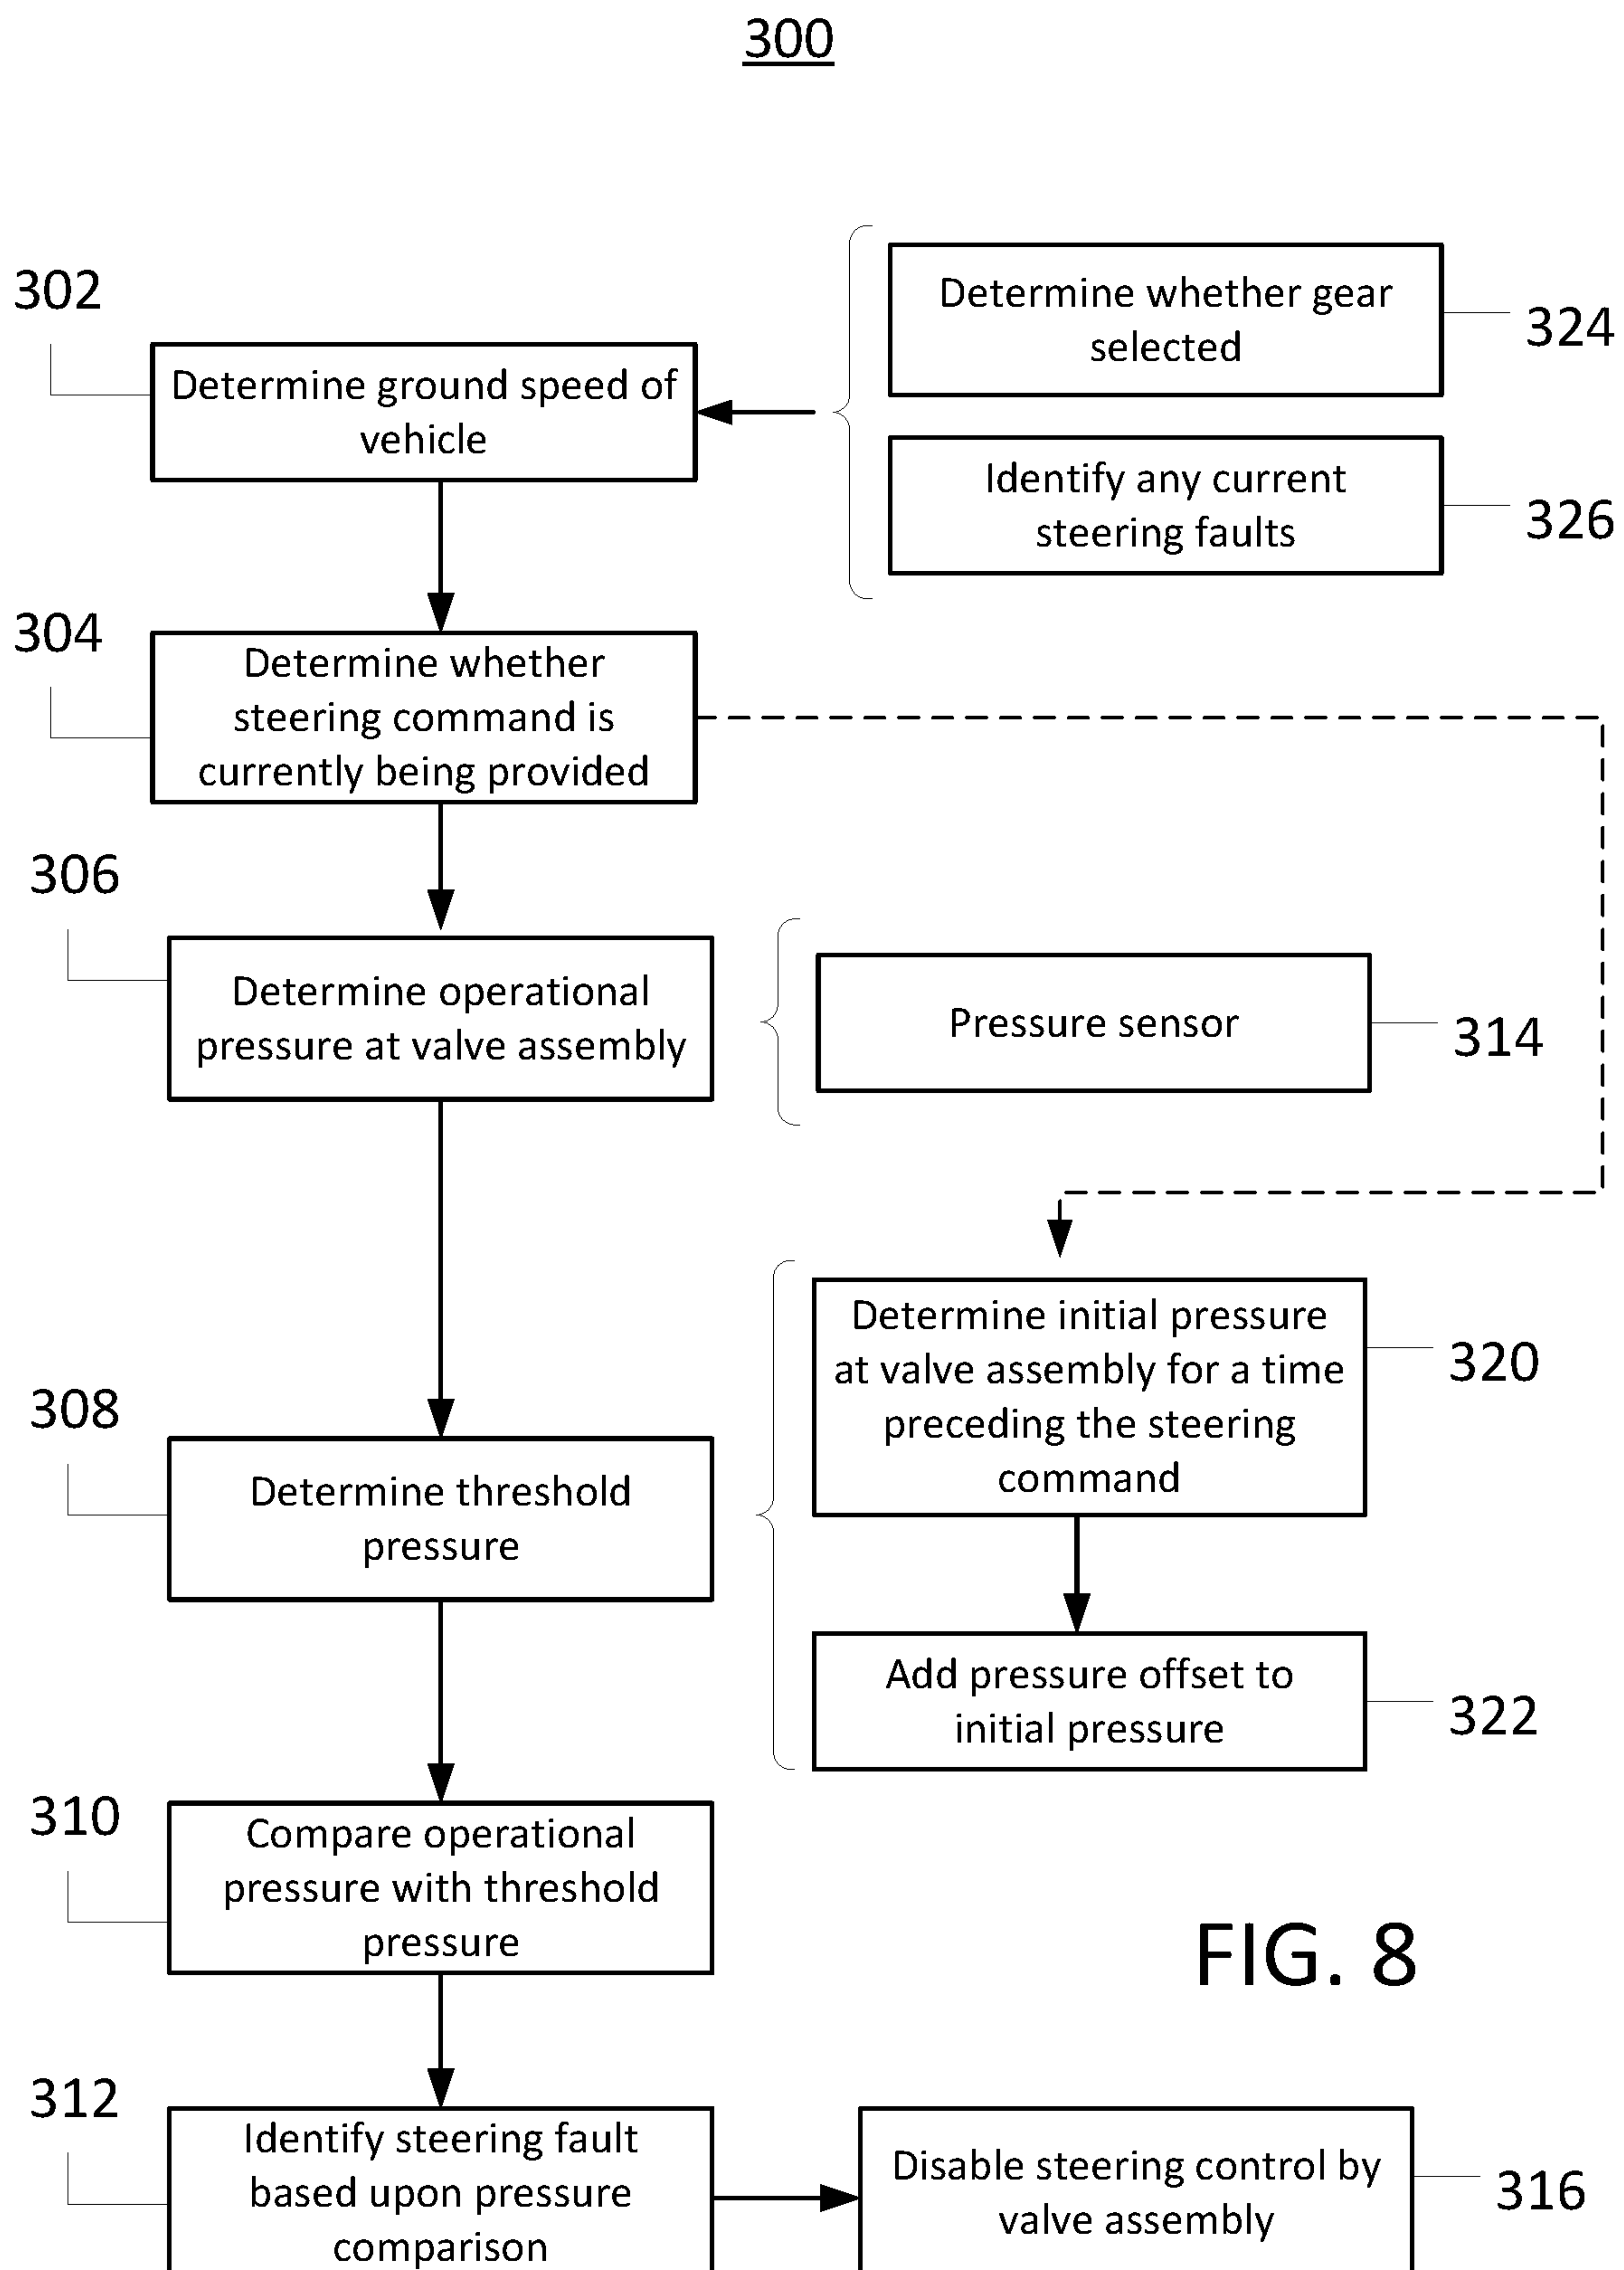 300
302
Determine ground speed of
vehicle
Determine whether gear
selected
324
Identify any current
steering faults
326
304
Determine whether
steering command is
currently being provided
306
Determine operational
pressure at valve assembly
Pressure sensor
314
308
Determine threshold
pressure
Determine initial pressure
at valve assembly for a time
preceding the steering
command
320
Add pressure offset to
initial pressure
322
310
Compare operational
pressure with threshold
pressure
FIG. 8
312
Identify steering fault
based upon pressure
comparison
Disable steering control by
valve assembly
316